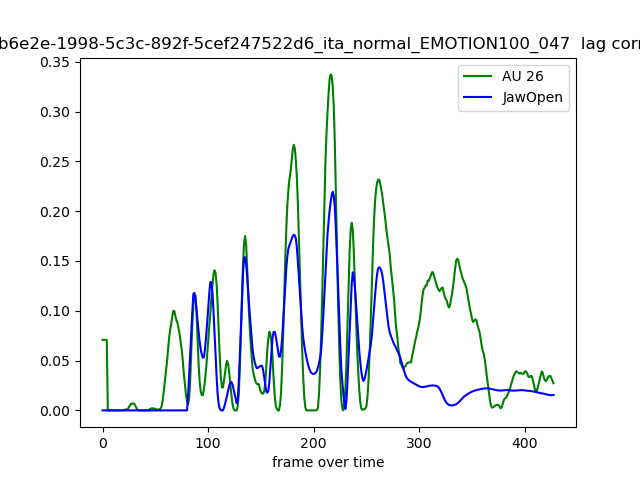 b6e2e-1998-5c3c-892f-5cef247522d6_ita_normal_EMOTION100_047 lag corr
AU 26
JawOpen
0.35
0.30
0.25
0.20
0.15
0.10
0.05
0.00
0 100 200 300 400
frame over time